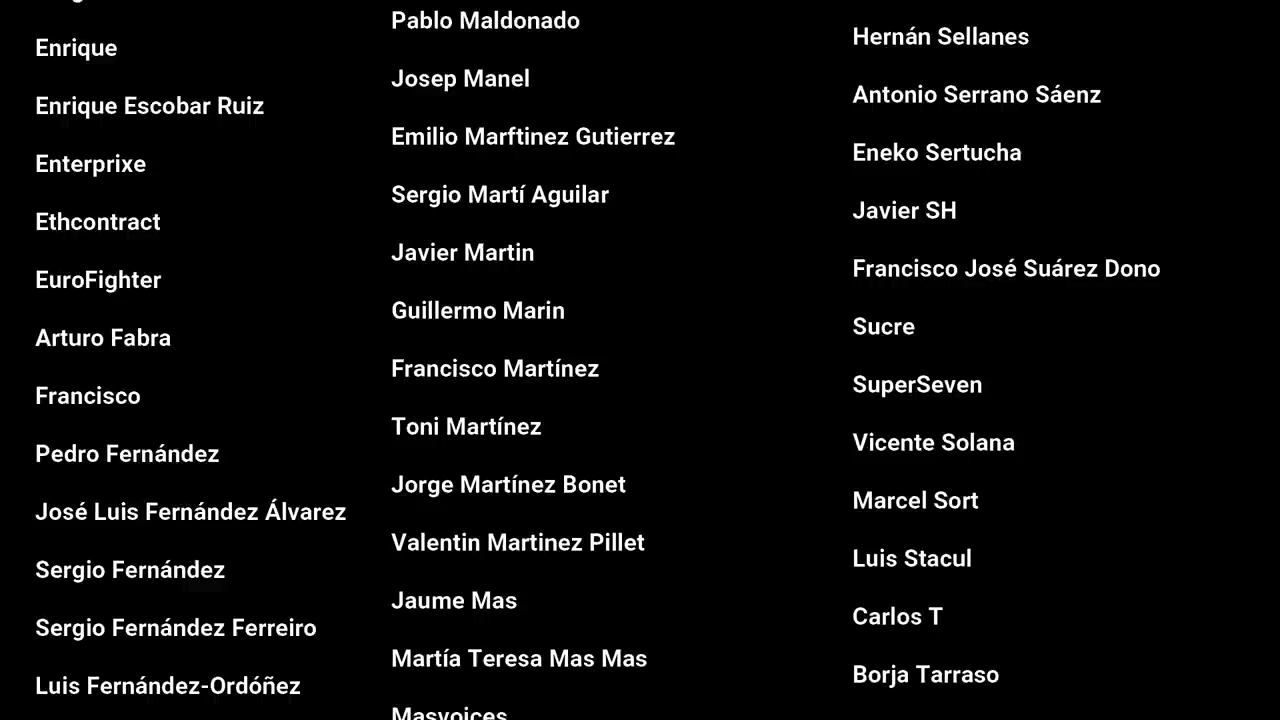 Enrique
Enrique Escobar Ruiz
Enterprixe
Ethcontract
EuroFighter
Arturo Fabra
Francisco
Pedro Fernández
José Luis Fernández Álvarez
Sergio Fernández
Sergio Fernández Ferreiro
Luis Fernández-Ordóñez
Pablo Maldonado
Josep Manel
Emilio Marftinez Gutierrez
Sergio Martí Aguilar
Javier Martin
Guillermo Marin
Francisco Martínez
Toni Martínez
Jorge Martínez Bonet
Valentin Martinez Pillet
Jaume Mas
Martía Teresa Mas Mas
Masvoices
Hernán Sellanes
Antonio Serrano Sáenz
Eneko Sertucha
Javier SH
Francisco José Suárez Dono
Sucre
SuperSeven
Vicente Solana
Marcel Sort
Luis Stacul
Carlos T
Borja Tarraso